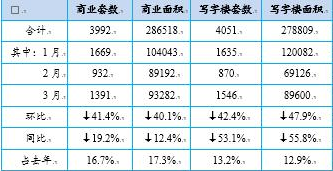 □ 商业套数 商业面积 写字楼套数 写字楼面积
合计 3992 286518 4051 278809
其中：1月 1669 104043 1635 120082
2月 932 89192 870 69126
3月 1391 93282 1546 89600
环比 ↓41.4% ↓40.1% ↓42.4% ↓47.9%
同比 ↓19.2% ↓12.4% ↓53.1% ↓55.8%
占去年 16.7% 17.3% 13.2% 12.9%